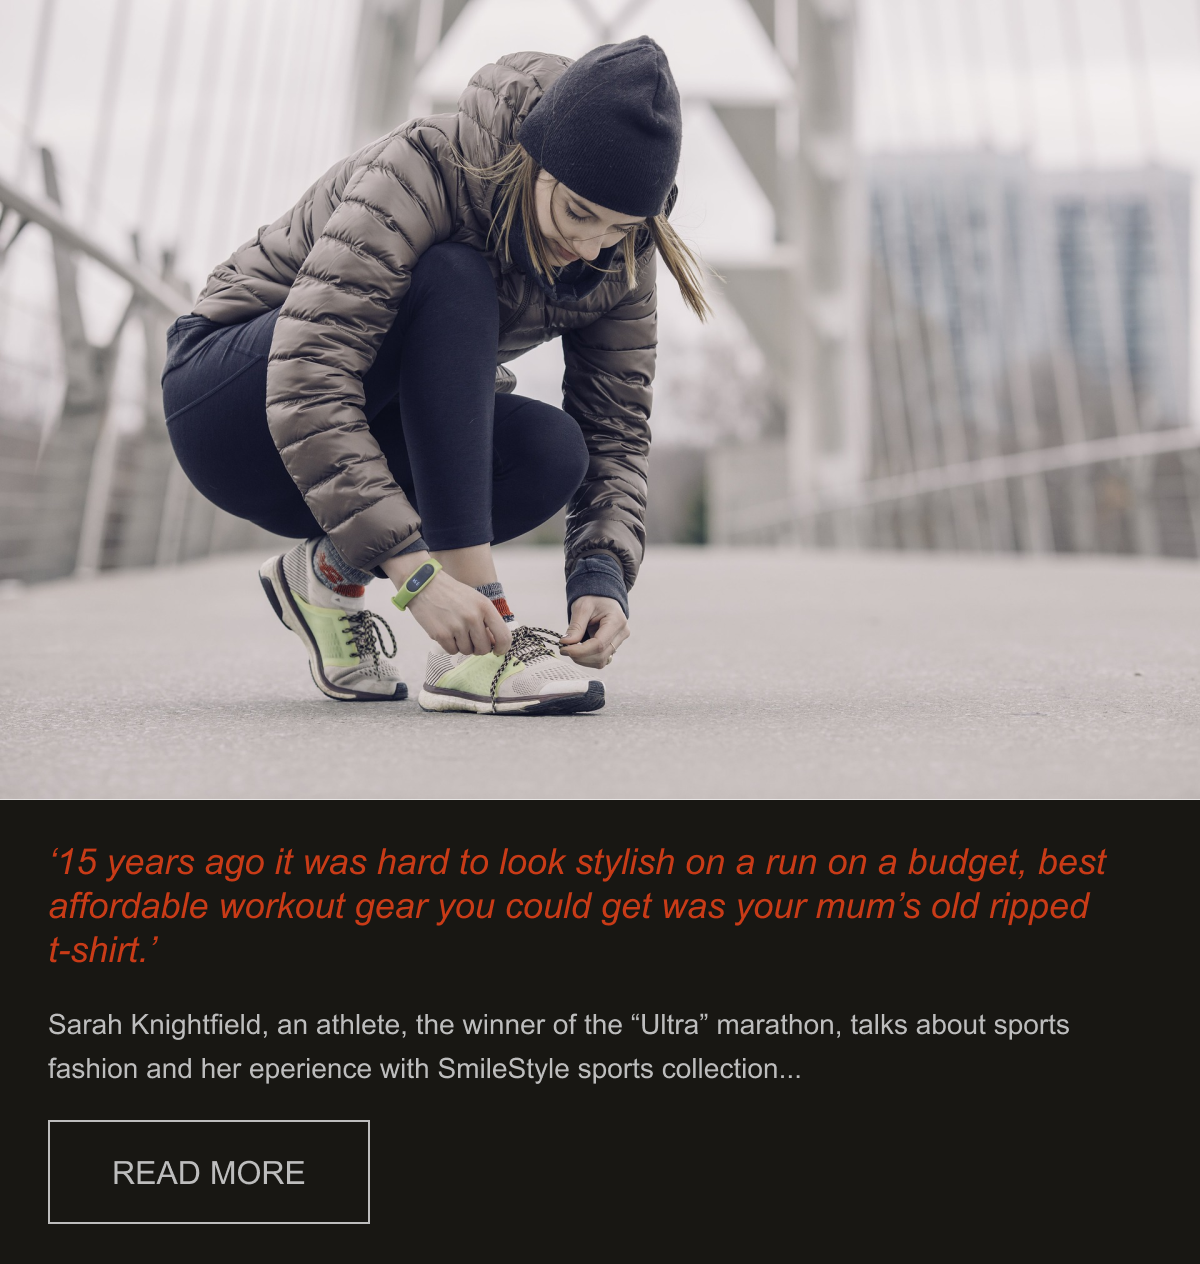 ‘15 years ago it was hard to look stylish on a run on a budget, best
affordable workout gear you could get was your mum’s old ripped
t-shirt.’
Sarah Knightfield, an athlete, the winner of the “Ultra” marathon, talks about sports
fashion and her eperience with SmileStyle sports collection...
READ MORE